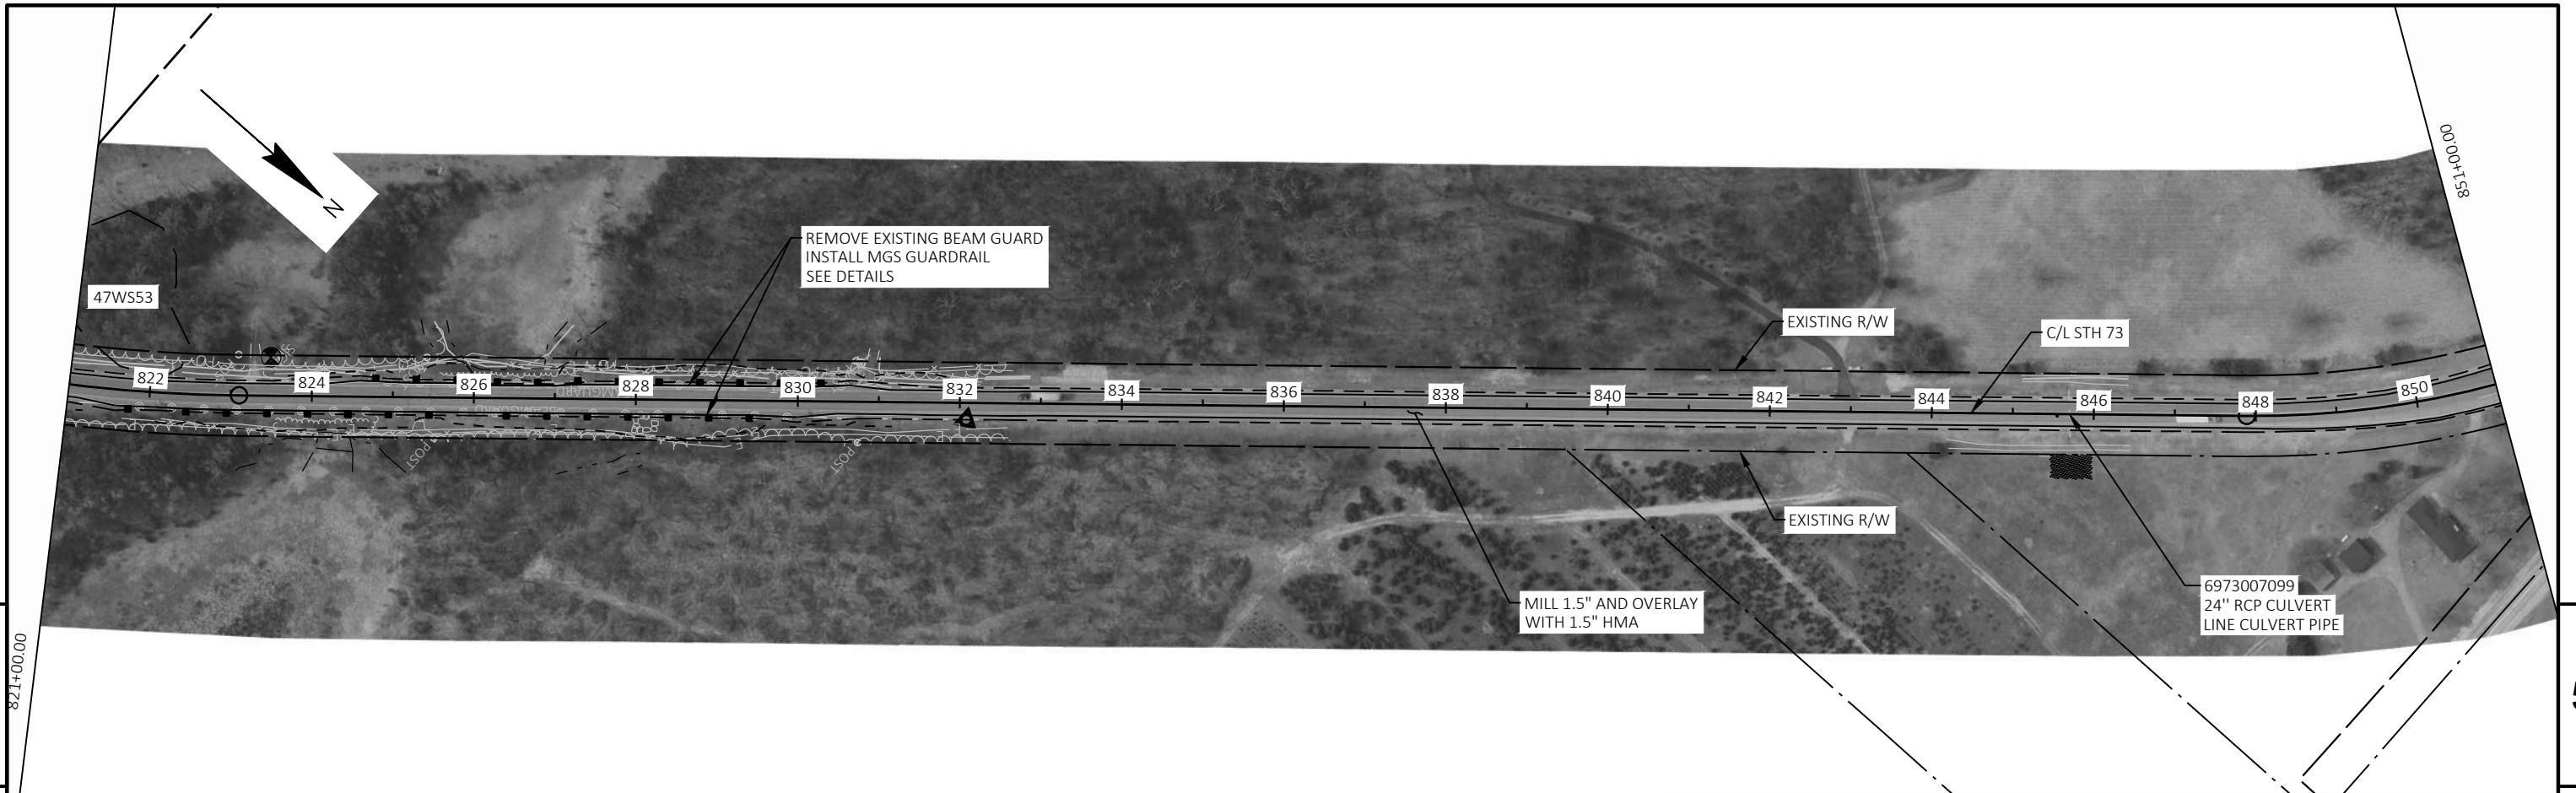 851+00.00
N
REMOVE EXISTING BEAM GUARD
INSTALL MGS GUARDRAIL
SEE DETAILS
47WS53
EXISTING R/W
C/L STH 73
822
824
826
828
830
832
834
836
838
840
842
844
846
848
850
POST
POST
EXISTING R/W
MILL 1.5" AND OVERLAY
WITH 1.5" HMA
6973007099
24" RCP CULVERT
LINE CULVERT PIPE
821+00.00